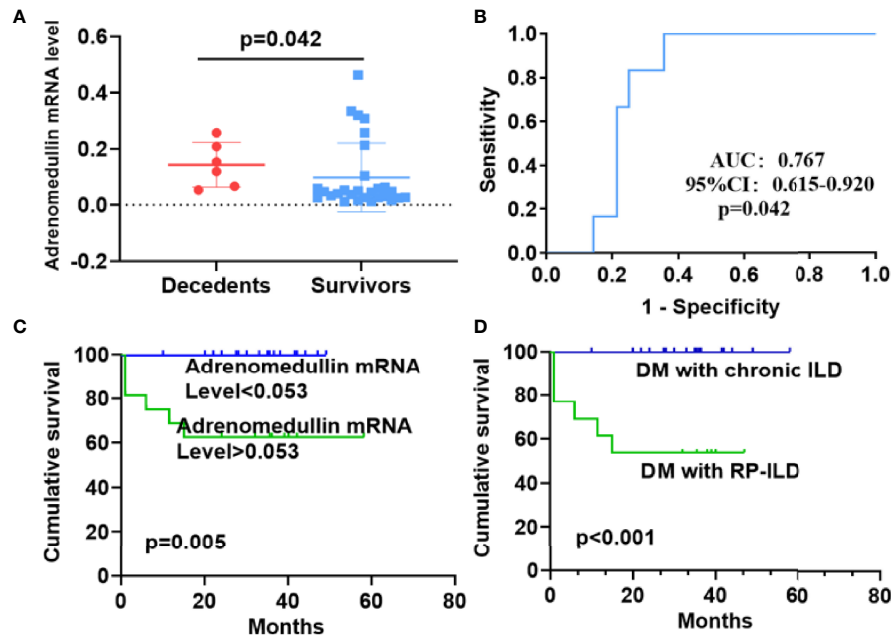 A
p=0.042
Adrenomedullin mRNA level
0.6
0.4
0.2
0.0
-0.2
Decedents
Survivors
B
Sensitivity
1.0
0.8
0.6
0.4
0.2
0.0
AUC: 0.767
95%CI: 0.615-0.920
p=0.042
0.0 0.2 0.4 0.6 0.8 1.0
1 - Specificity
C
Cumulative survival
100
80
60
40
20
0
Adrenomedullin mRNA
Level<0.053
Adrenomedullin mRNA
Level>0.053
p=0.005
0 20 40 60 80
Months
D
Cumulative survival
100
80
60
40
20
0
DM with chronic ILD
DM with RP-ILD
p<0.001
0 20 40 60 80
Months